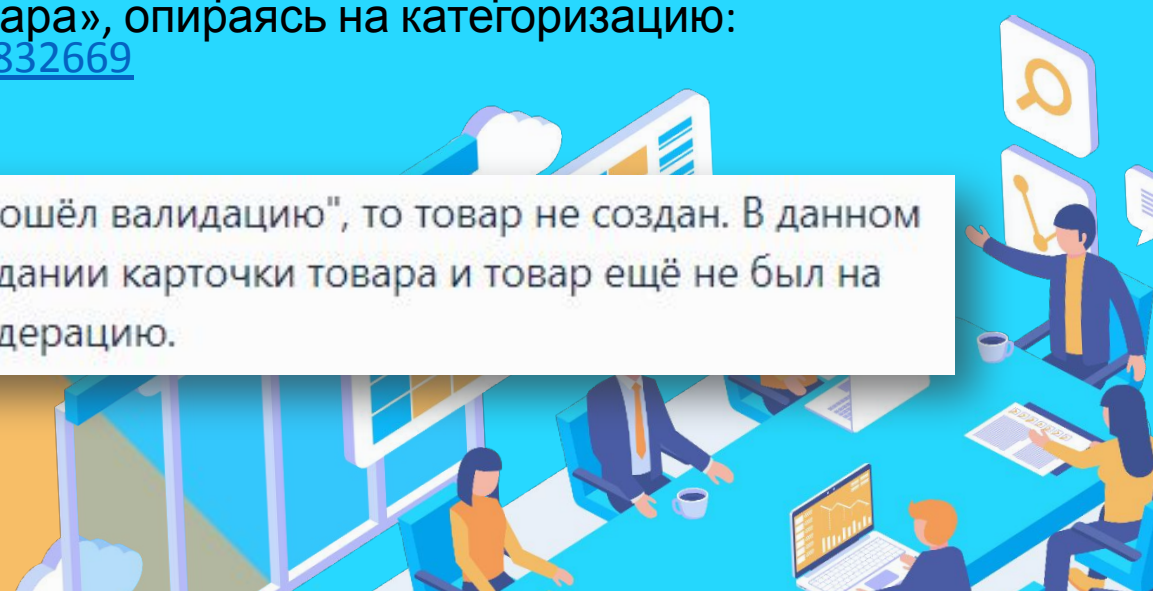 ара», опираясь на категоризацию:
832669
ошёл валидацию", то товар не создан. В данном
дании карточки товара и товар ещё не был на
дерацию.